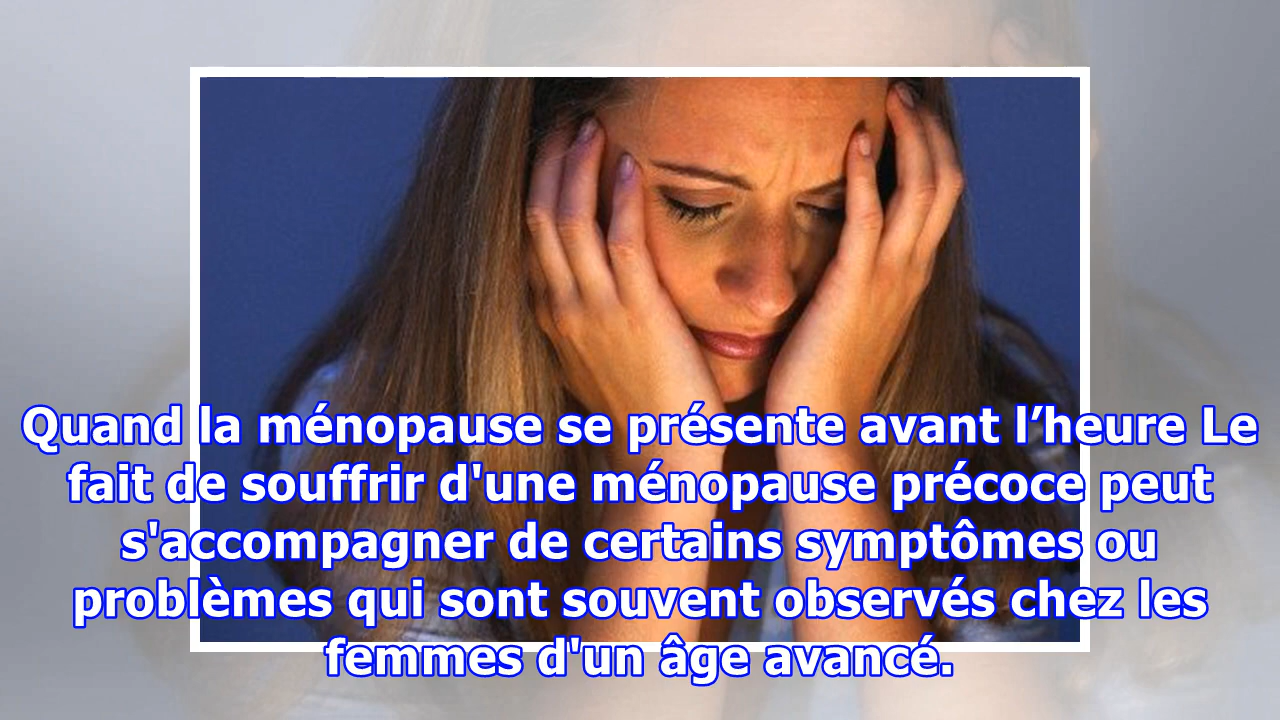 Quand la ménopause se présente avant l’heure Le
fait de souffrir d'une ménopause précoce peut
s'accompagner de certains symptômes ou
problèmes qui sont souvent observés chez les
femmes d'un âge avancé.